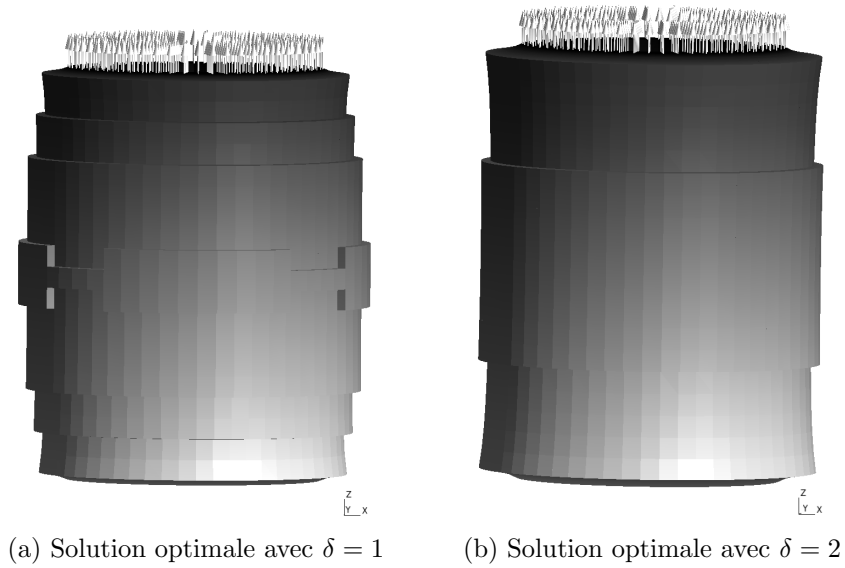 Z
Y X
Z
Y X
(a) Solution optimale avec δ = 1
(b) Solution optimale avec δ = 2